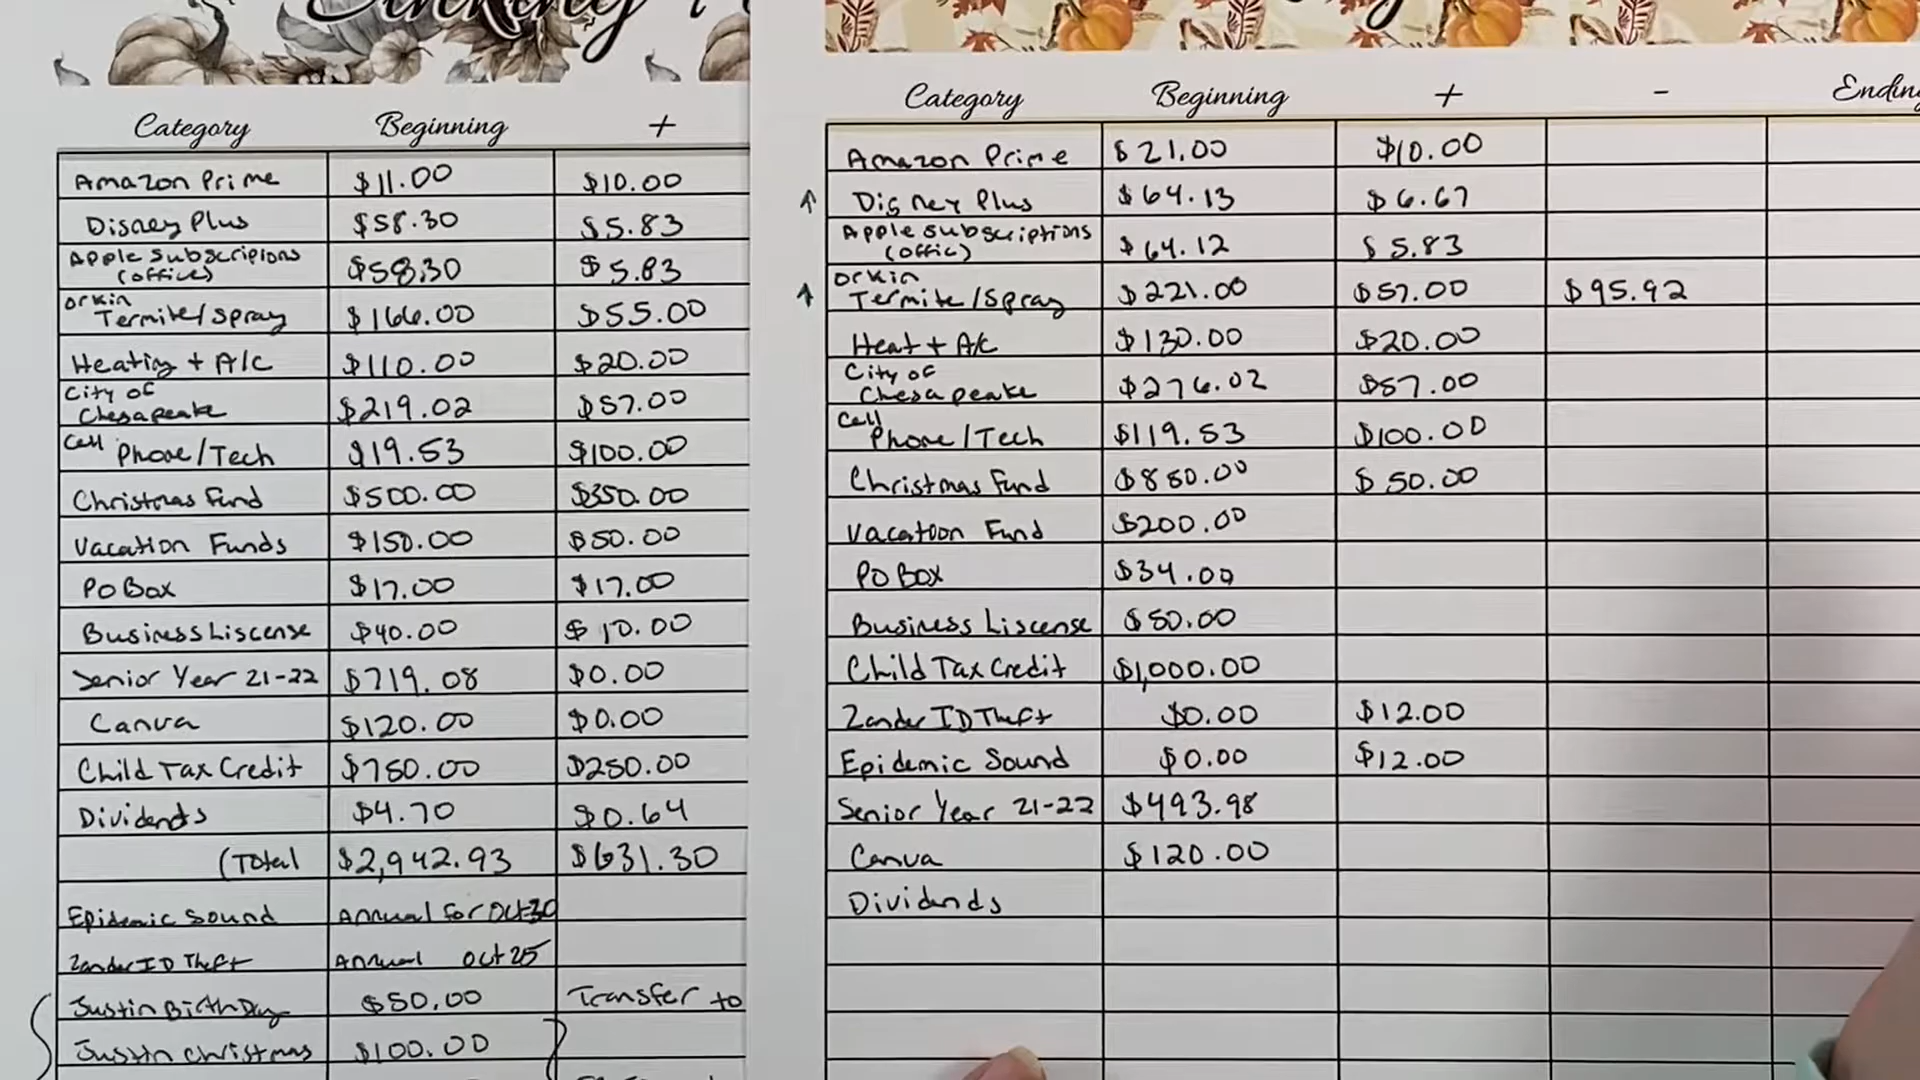 Sinking
Category Beginning +
Amazon Prime $11.00 $10.00
Disney Plus $58.30 $5.83
Apple Subscripions
(office) $58.30 $5.83
Orkin
Termite/Spray $166.00 $55.00
Heating + A/C $110.00 $20.00
City of
Chesapeake $219.02 $57.00
Cell Phone/Tech $19.53 $100.00
Christmas Fund $500.00 $350.00
Vacation Funds $150.00 $50.00
PO Box $17.00 $17.00
Business Liscense $40.00 $10.00
Senior Year 21-22 $719.08 $0.00
Canva $120.00 $0.00
Child Tax Credit $750.00 $250.00
Dividends $4.70 $0.64
(Total $2,942.93 $631.30
Epidemic Sound Annual for Oct 30
Zander ID Theft Annual Oct 25
Justin BirthDay $50.00 Transfer to
Justin Christmas $100.00
Category Beginning + - Ending
Amazon Prime $21.00 $10.00
↑ Disney Plus $64.13 $6.67
Apple Subscriptions
(offic) $64.12 $5.83
Orkin
↑ Termite/Spray $221.00 $57.00 $95.92
Heat + A/C $130.00 $20.00
City of
Chesapeake $276.02 $57.00
Cell Phone/Tech $119.53 $100.00
Christmas Fund $850.00 $50.00
Vacation Fund $200.00
PO Box $34.00
Business Liscense $50.00
Child Tax Credit $1,000.00
Zander ID Theft $0.00 $12.00
Epidemic Sound $0.00 $12.00
Senior Year 21-22 $493.98
Canva $120.00
Dividends